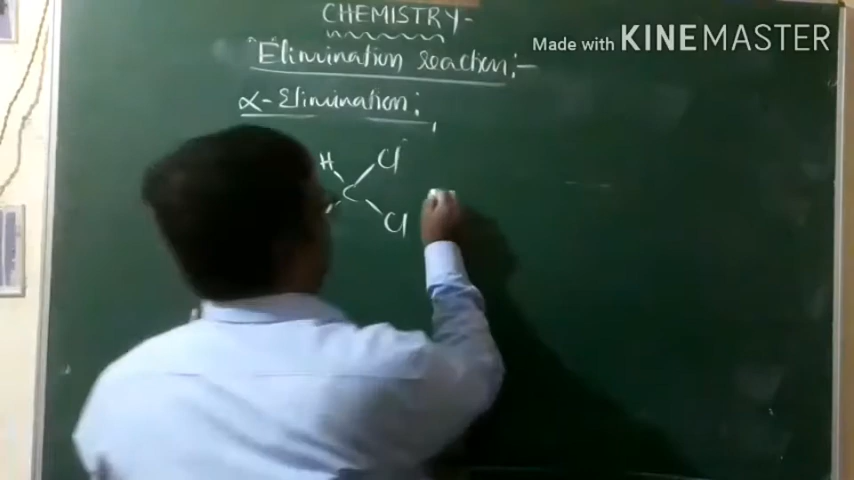 CHEMISTRY-
Made with KINEMASTER
Elimination reaction:-
α-Elimination:
H Cl
C
Cl